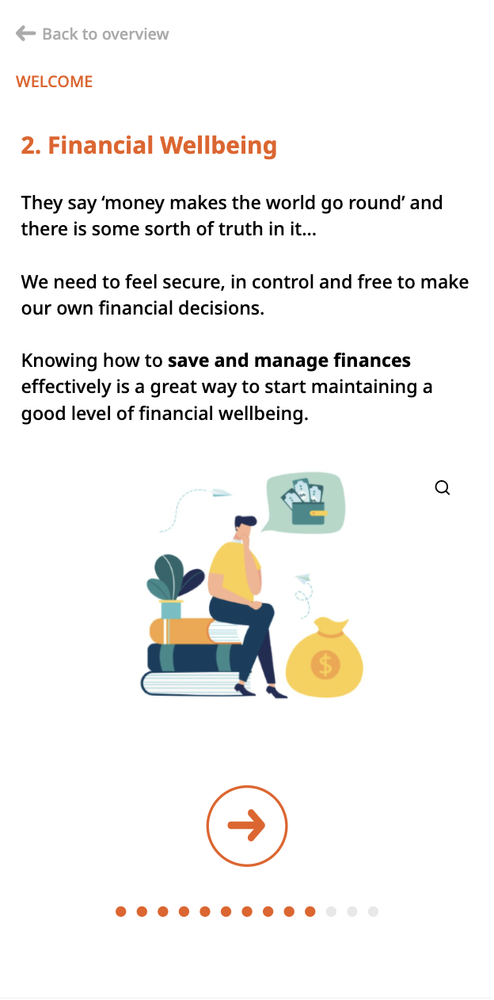 Back to overview
WELCOME
2. Financial Wellbeing
They say ‘money makes the world go round’ and
there is some sorth of truth in it...
We need to feel secure, in control and free to make
our own financial decisions.
Knowing how to save and manage finances
effectively is a great way to start maintaining a
good level of financial wellbeing.
$